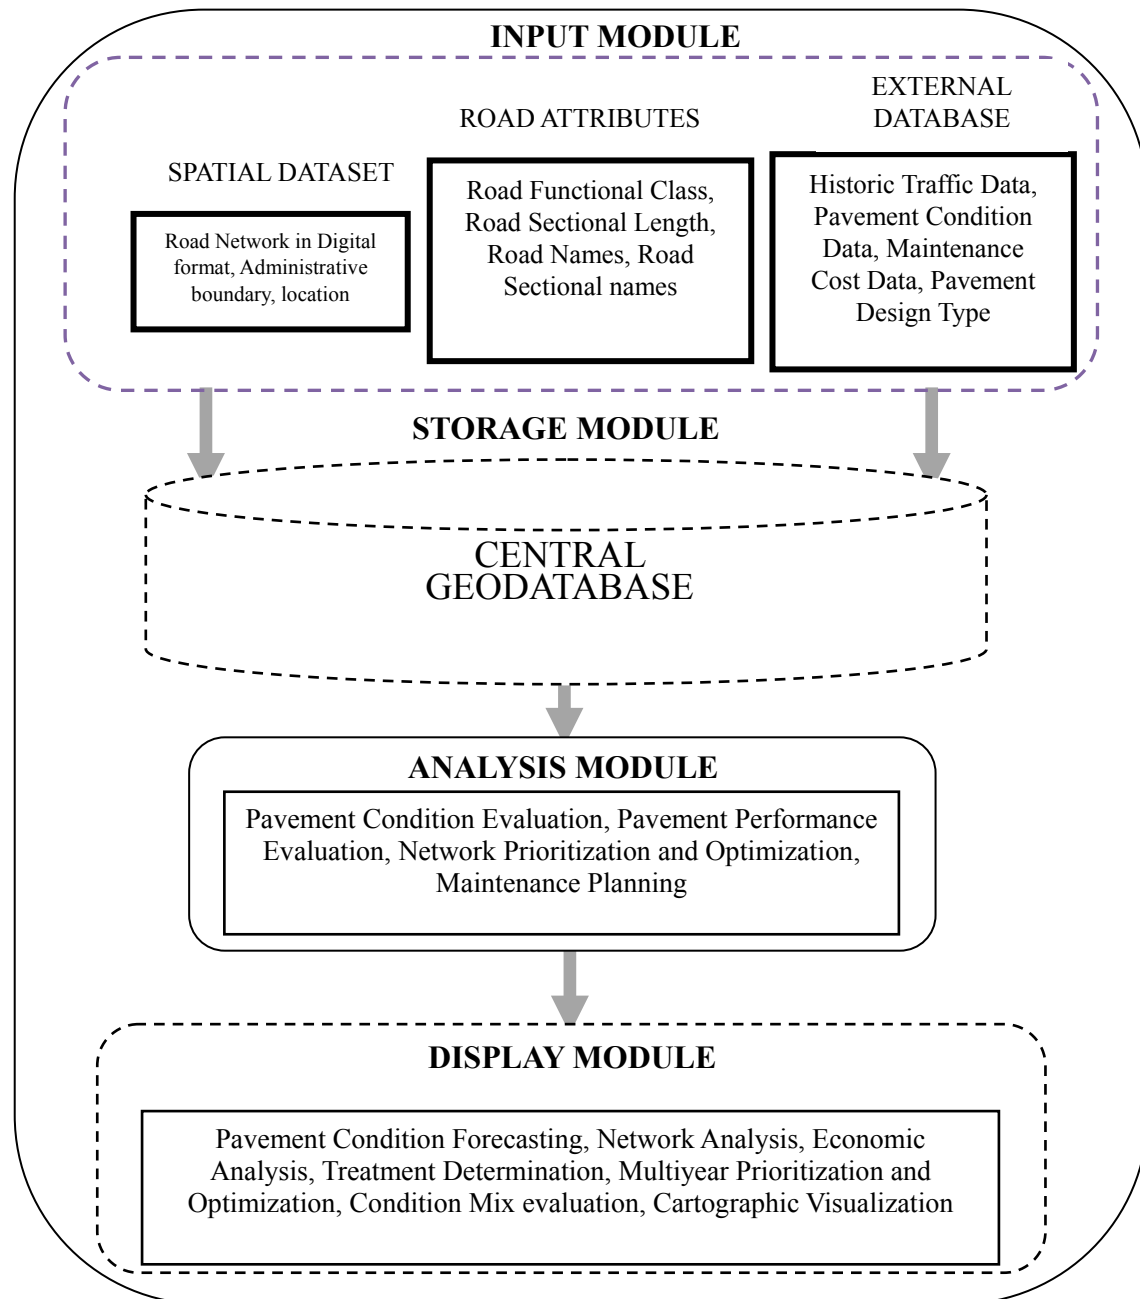 INPUT MODULE
SPATIAL DATASET
Road Network in Digital
format, Administrative
boundary, location
ROAD ATTRIBUTES
Road Functional Class,
Road Sectional Length,
Road Names, Road
Sectional names
EXTERNAL
DATABASE
Historic Traffic Data,
Pavement Condition
Data, Maintenance
Cost Data, Pavement
Design Type
STORAGE MODULE
CENTRAL
GEODATABASE
ANALYSIS MODULE
Pavement Condition Evaluation, Pavement Performance
Evaluation, Network Prioritization and Optimization,
Maintenance Planning
DISPLAY MODULE
Pavement Condition Forecasting, Network Analysis, Economic
Analysis, Treatment Determination, Multiyear Prioritization and
Optimization, Condition Mix evaluation, Cartographic Visualization